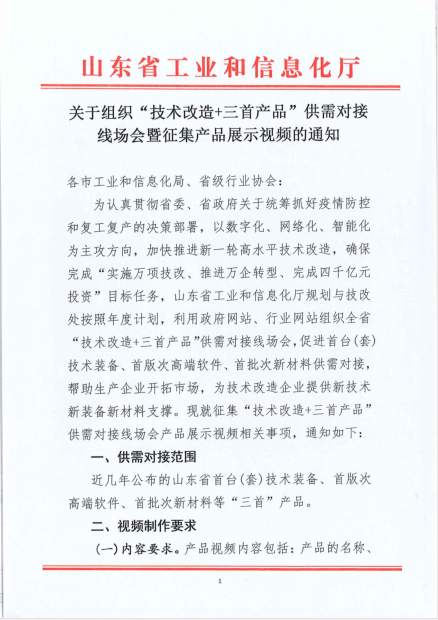 山东省工业和信息化厅
关于组织“技术改造+三首产品”供需对接
线场会暨征集产品展示视频的通知
各市工业和信息化局、省级行业协会：
为认真贯彻省委、省政府关于统筹抓好疫情防控
和复工复产的决策部署，以数字化、网络化、智能化
为主攻方向，加快推进新一轮高水平技术改造，确保
完成“实施万项技改、推进万企转型、完成四千亿元
投资”目标任务，山东省工业和信息化厅规划与技改
处按照年度计划，利用政府网站、行业网站组织全省
“技术改造+三首产品”供需对接线场会，促进首台(套)
技术装备、首版次高端软件、首批次新材料供需对接，
帮助生产企业开拓市场，为技术改造企业提供新技术
新装备新材料支撑。现就征集“技术改造+三首产品”
供需对接线场会产品展示视频相关事项，通知如下：
一、供需对接范围
近几年公布的山东省首台(套)技术装备、首版次
高端软件、首批次新材料等“三首”产品。
二、视频制作要求
(一)内容要求。产品视频内容包括：产品的名称、
1